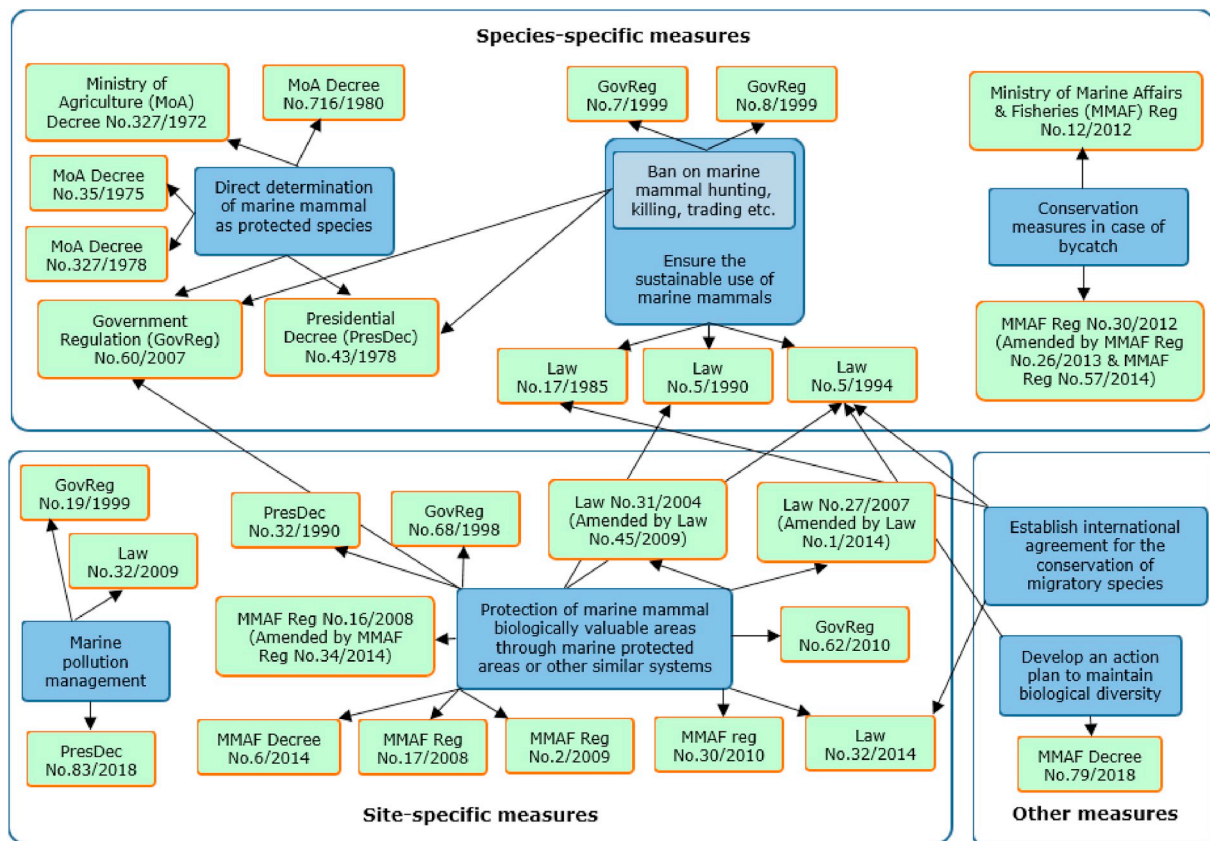 Species-specific measures
Ministry of
Agriculture (MoA)
Decree No.327/1972
MoA Decree
No.716/1980
GovReg
No.7/1999
GovReg
No.8/1999
Ministry of Marine Affairs
& Fisheries (MMAF) Reg
No.12/2012
MoA Decree
No.35/1975
Direct determination
of marine mammal
as protected species
Ban on marine
mammal hunting,
killing, trading etc.
Conservation
measures in case of
bycatch
MoA Decree
No.327/1978
Ensure the
sustainable use of
marine mammals
Government
Regulation (GovReg)
No.60/2007
Presidential
Decree (PresDec)
No.43/1978
MMAF Reg No.30/2012
(Amended by MMAF Reg
No.26/2013 & MMAF
Reg No.57/2014)
Law
No.17/1985
Law
No.5/1990
Law
No.5/1994
GovReg
No.19/1999
PresDec
No.32/1990
GovReg
No.68/1998
Law No.31/2004
(Amended by Law
No.45/2009)
Law No.27/2007
(Amended by Law
No.1/2014)
Establish international
agreement for the
conservation of
migratory species
Law
No.32/2009
MMAF Reg No.16/2008
(Amended by MMAF
Reg No.34/2014)
Protection of marine mammal
biologically valuable areas
through marine protected
areas or other similar systems
GovReg
No.62/2010
Marine
pollution
management
Develop an action
plan to maintain
biological diversity
PresDec
No.83/2018
MMAF Decree
No.6/2014
MMAF Reg
No.17/2008
MMAF Reg
No.2/2009
MMAF reg
No.30/2010
Law
No.32/2014
MMAF Decree
No.79/2018
Site-specific measures
Other measures